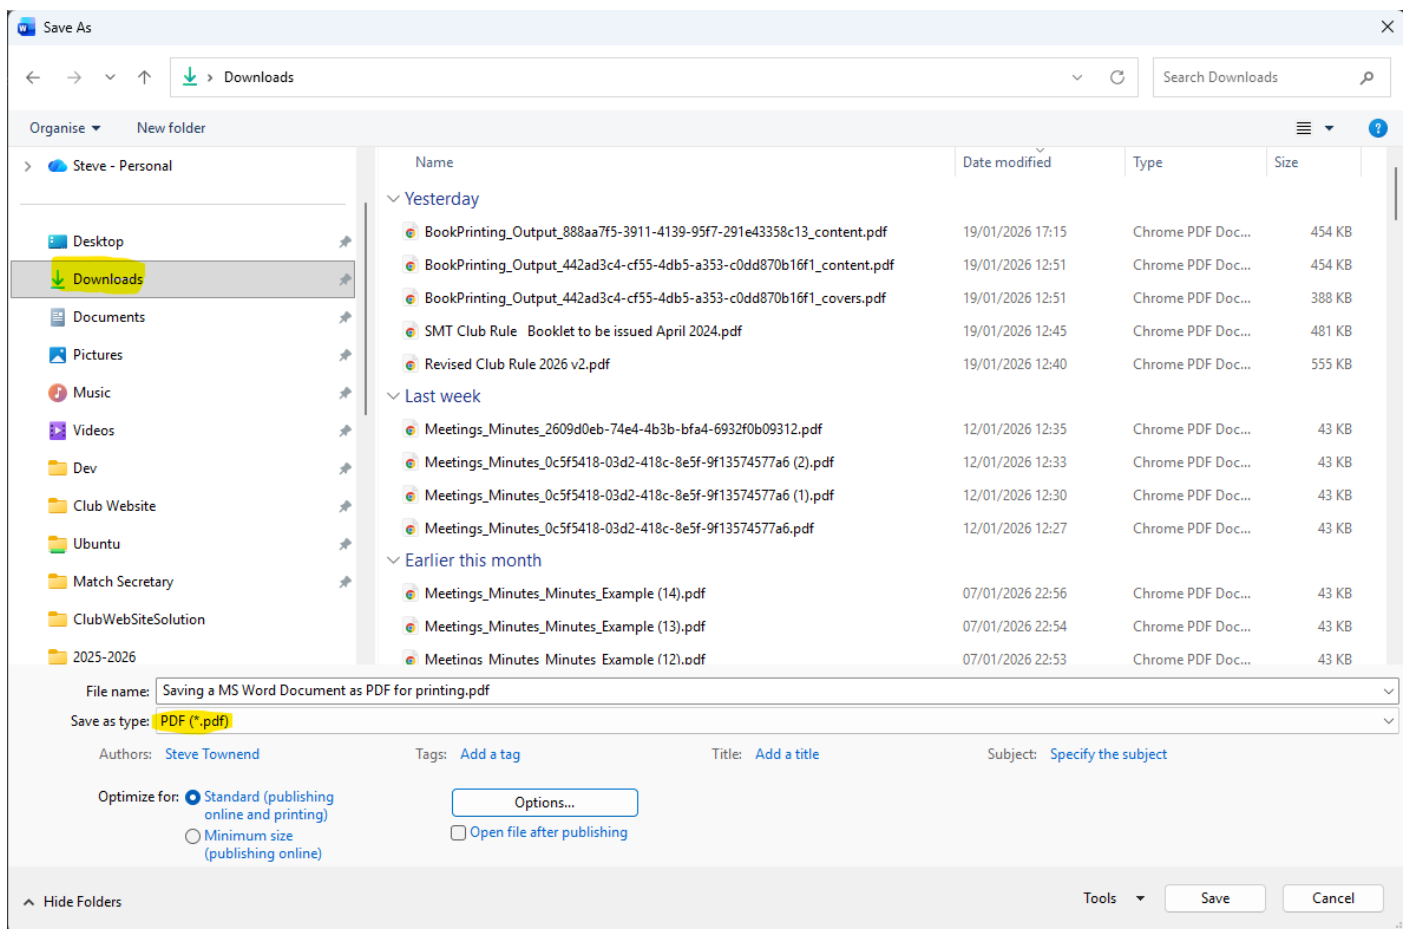 Save As
Downloads
Search Downloads
Organise
New folder
Steve - Personal
Desktop
Downloads
Documents
Pictures
Music
Videos
Dev
Club Website
Ubuntu
Match Secretary
ClubWebSiteSolution
2025-2026
Name Date modified Type Size
Yesterday
BookPrinting_Output_888aa7f5-3911-4139-95f7-291e43358c13_content.pdf 19/01/2026 17:15 Chrome PDF Doc... 454 KB
BookPrinting_Output_442ad3c4-cf55-4db5-a353-c0dd870b16f1_content.pdf 19/01/2026 12:51 Chrome PDF Doc... 454 KB
BookPrinting_Output_442ad3c4-cf55-4db5-a353-c0dd870b16f1_covers.pdf 19/01/2026 12:51 Chrome PDF Doc... 388 KB
SMT Club Rule Booklet to be issued April 2024.pdf 19/01/2026 12:45 Chrome PDF Doc... 481 KB
Revised Club Rule 2026 v2.pdf 19/01/2026 12:40 Chrome PDF Doc... 555 KB
Last week
Meetings_Minutes_2609d0eb-74e4-4b3b-bfa4-6932f0b09312.pdf 12/01/2026 12:35 Chrome PDF Doc... 43 KB
Meetings_Minutes_0c5f5418-03d2-418c-8e5f-9f13574577a6 (2).pdf 12/01/2026 12:33 Chrome PDF Doc... 43 KB
Meetings_Minutes_0c5f5418-03d2-418c-8e5f-9f13574577a6 (1).pdf 12/01/2026 12:30 Chrome PDF Doc... 43 KB
Meetings_Minutes_0c5f5418-03d2-418c-8e5f-9f13574577a6.pdf 12/01/2026 12:27 Chrome PDF Doc... 43 KB
Earlier this month
Meetings_Minutes_Minutes_Example (14).pdf 07/01/2026 22:56 Chrome PDF Doc... 43 KB
Meetings_Minutes_Minutes_Example (13).pdf 07/01/2026 22:54 Chrome PDF Doc... 43 KB
Meetings_Minutes_Minutes_Example (12).pdf 07/01/2026 22:53 Chrome PDF Doc... 43 KB
File name: Saving a MS Word Document as PDF for printing.pdf
Save as type: PDF (*.pdf)
Authors: Steve Townend Tags: Add a tag Title: Add a title Subject: Specify the subject
Optimize for: Standard (publishing
online and printing)
Minimum size
(publishing online)
Options...
Open file after publishing
Hide Folders
Tools
Save
Cancel